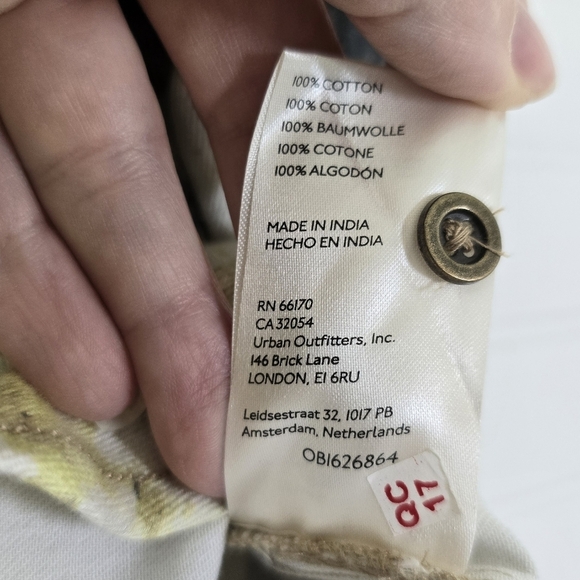 100% COTTON
100% COTON
100% BAUMWOLLE
100% COTONE
100% ALGODÓN
MADE IN INDIA
HECHO EN INDIA
RN 66170
CA 32054
Urban Outfitters, Inc.
146 Brick Lane
LONDON, E1 6RU
Leidsestraat 32, 1017 PB
Amsterdam, Netherlands
OB1626864
QC
17